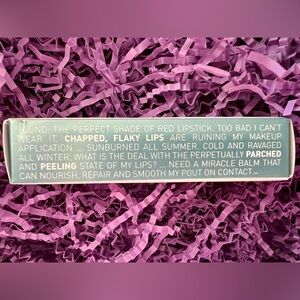 FOUND: THE PERFECT SHADE OF RED LIPSTICK. TOO BAD I CAN'T
WEAR IT. CHAPPED, FLAKY LIPS ARE RUINING MY MAKEUP
APPLICATION ... SUNBURNED ALL SUMMER. COLD AND RAVAGED
ALL WINTER. WHAT IS THE DEAL WITH THE PERPETUALLY PARCHED
AND PEELING STATE OF MY LIPS? ... NEED A MIRACLE BALM THAT
CAN NOURISH, REPAIR AND SMOOTH MY POUT ON CONTACT.™